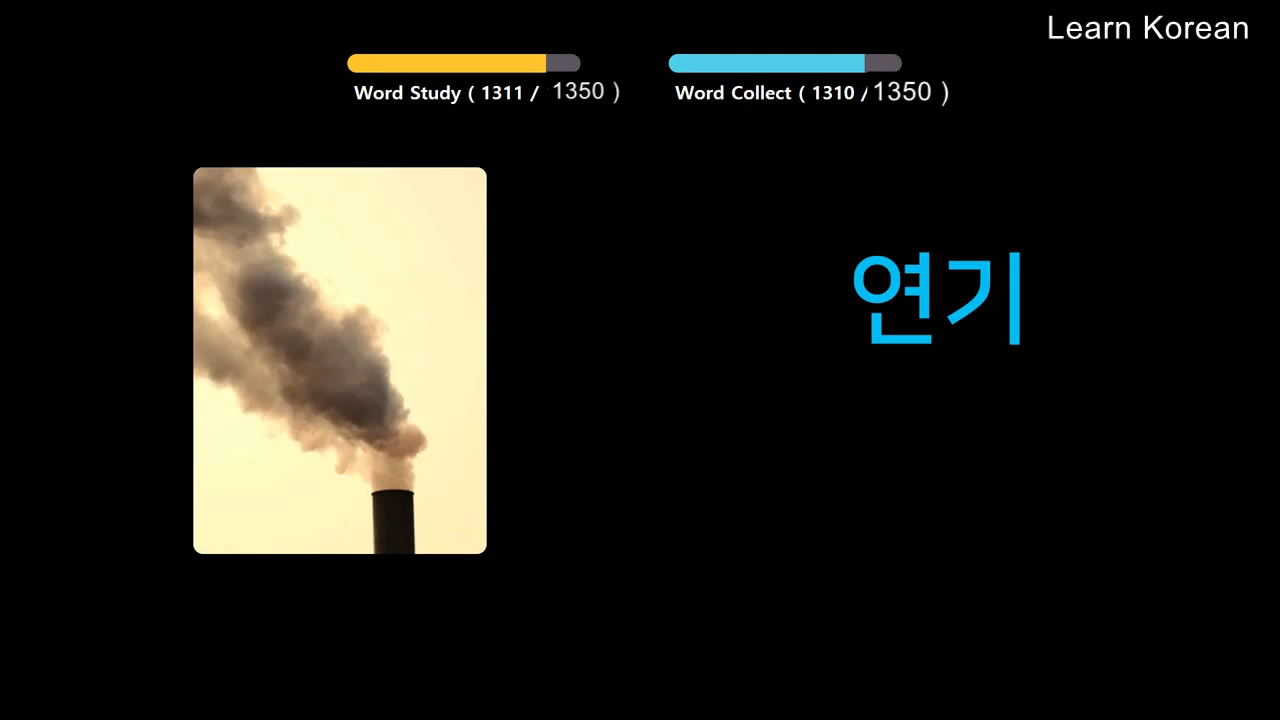 Learn Korean
Word Study ( 1311 / 1350 )
Word Collect ( 1310 / 1350 )
연기